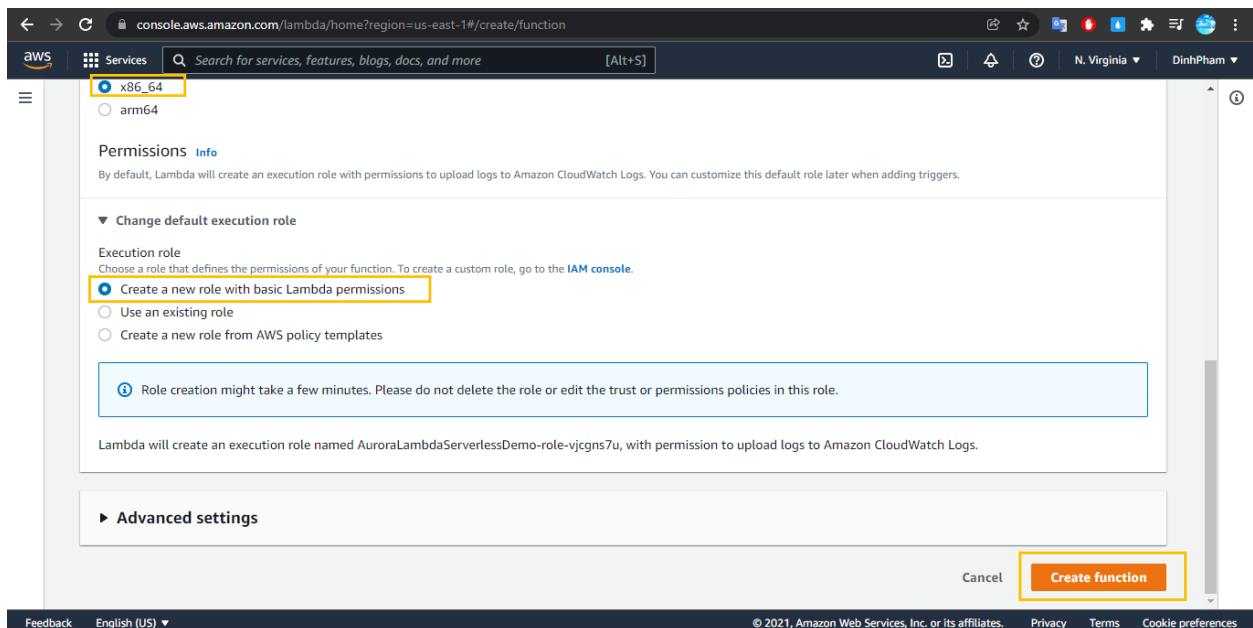 console.aws.amazon.com/lambda/home?region=us-east-1#/create/function
aws
Services
Search for services, features, blogs, docs, and more
[Alt+S]
N. Virginia ▼
DinhPham ▼
x86_64
arm64
Permissions Info
By default, Lambda will create an execution role with permissions to upload logs to Amazon CloudWatch Logs. You can customize this default role later when adding triggers.
▼ Change default execution role
Execution role
Choose a role that defines the permissions of your function. To create a custom role, go to the IAM console.
Create a new role with basic Lambda permissions
Use an existing role
Create a new role from AWS policy templates
Role creation might take a few minutes. Please do not delete the role or edit the trust or permissions policies in this role.
Lambda will create an execution role named AuroraLambdaServerlessDemo-role-vjcgns7u, with permission to upload logs to Amazon CloudWatch Logs.
▶ Advanced settings
Cancel
Create function
Feedback
English (US) ▼
© 2021, Amazon Web Services, Inc. or its affiliates.
Privacy
Terms
Cookie preferences